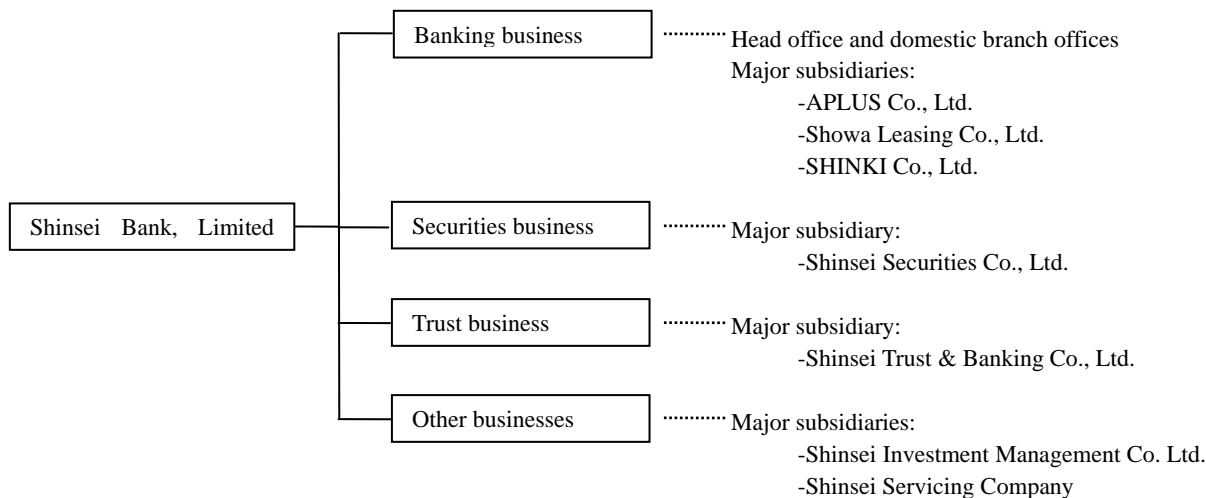 Banking business
Head office and domestic branch offices
Major subsidiaries:
-APLUS Co., Ltd.
-Showa Leasing Co., Ltd.
-SHINKI Co., Ltd.
Shinsei Bank, Limited
Securities business
Major subsidiary:
-Shinsei Securities Co., Ltd.
Trust business
Major subsidiary:
-Shinsei Trust & Banking Co., Ltd.
Other businesses
Major subsidiaries:
-Shinsei Investment Management Co. Ltd.
-Shinsei Servicing Company